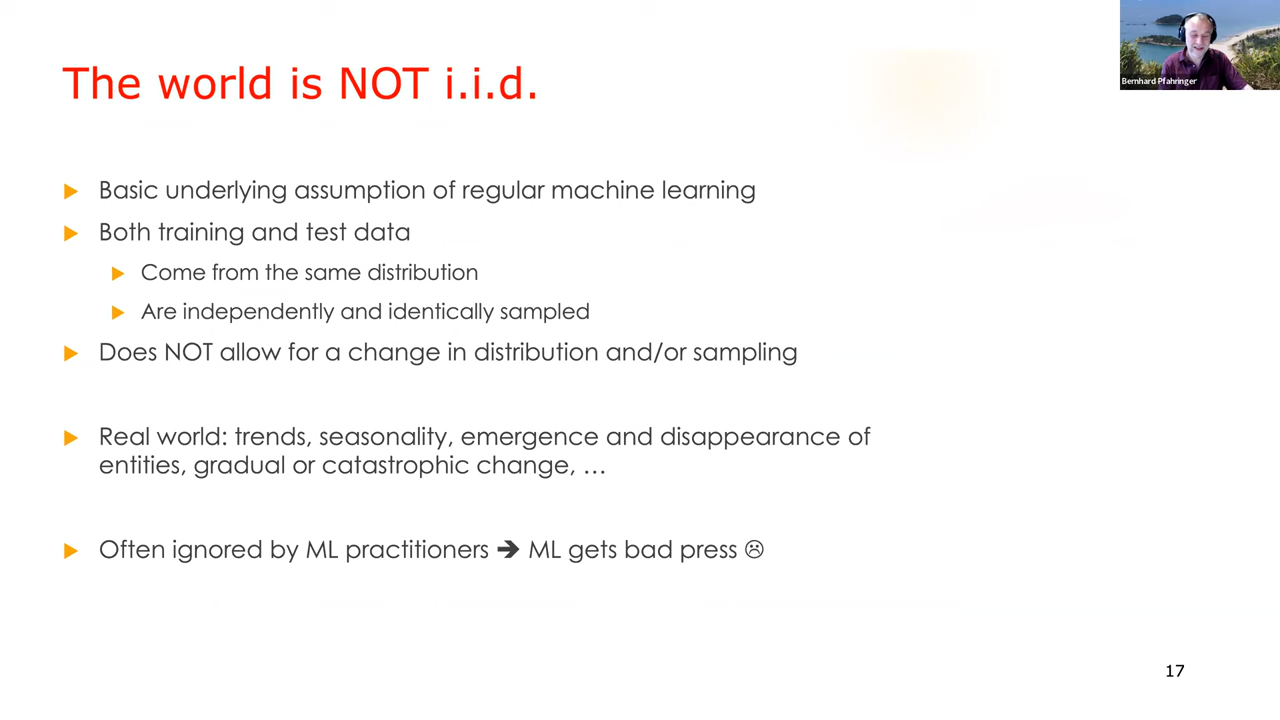 The world is NOT i.i.d.
Bernhard Pfahringer
Basic underlying assumption of regular machine learning
Both training and test data
Come from the same distribution
Are independently and identically sampled
Does NOT allow for a change in distribution and/or sampling
Real world: trends, seasonality, emergence and disappearance of
entities, gradual or catastrophic change, …
Often ignored by ML practitioners ➔ ML gets bad press ☹
17